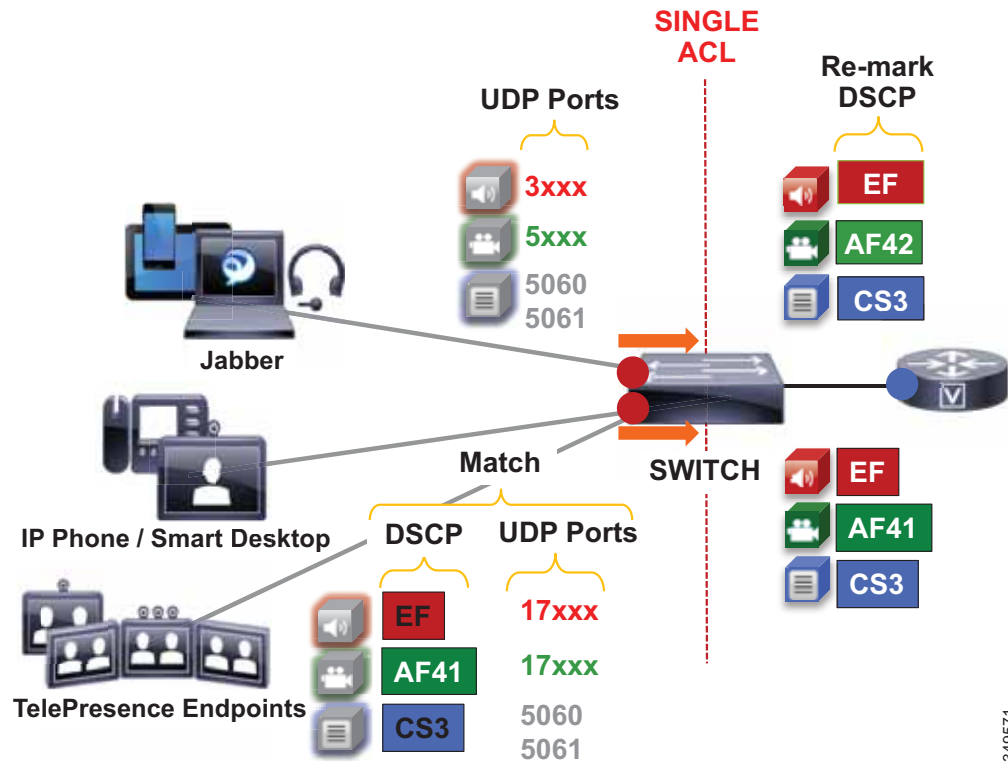 SINGLE
ACL
UDP Ports
Re-mark
DSCP
3xxx
5xxx
5060
5061
EF
AF42
CS3
Jabber
V
SWITCH
Match
IP Phone / Smart Desktop
DSCP
UDP Ports
EF
17xxx
AF41
17xxx
CS3
5060
5061
EF
AF41
CS3
TelePresence Endpoints
349571